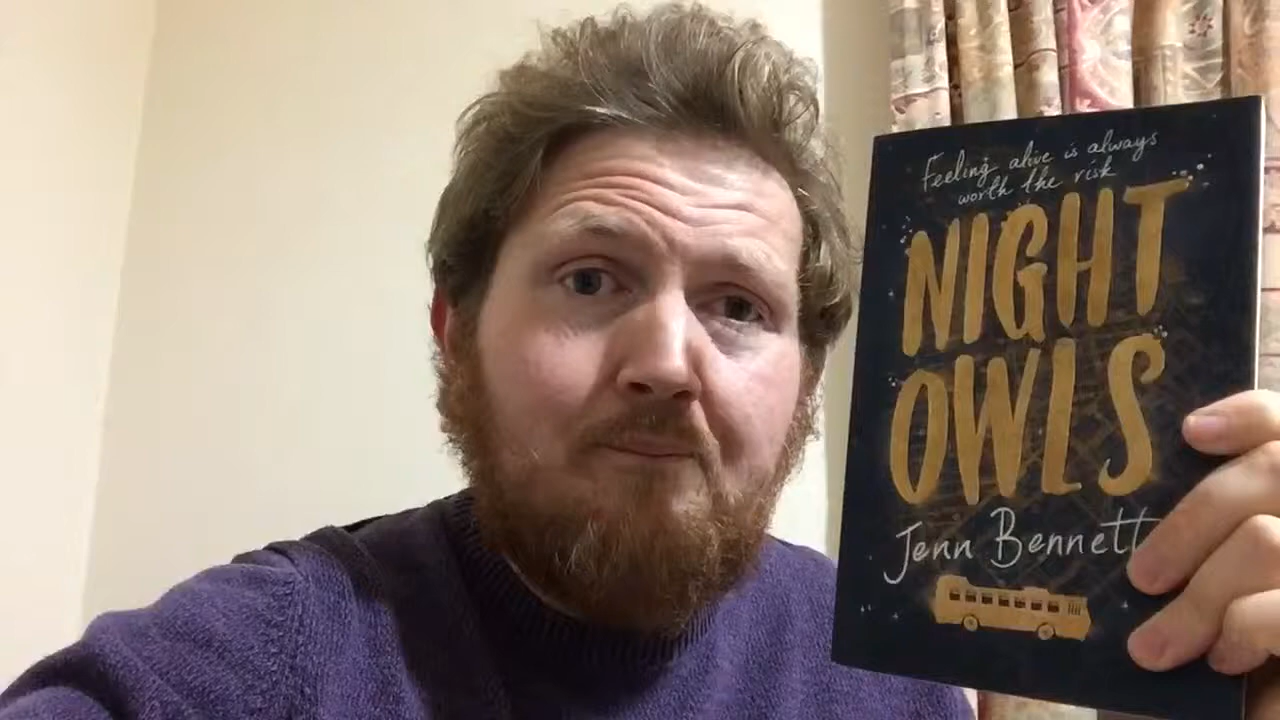 Feeling alive is always
worth the risk
NIGHT
OWLS
Jenn Bennett